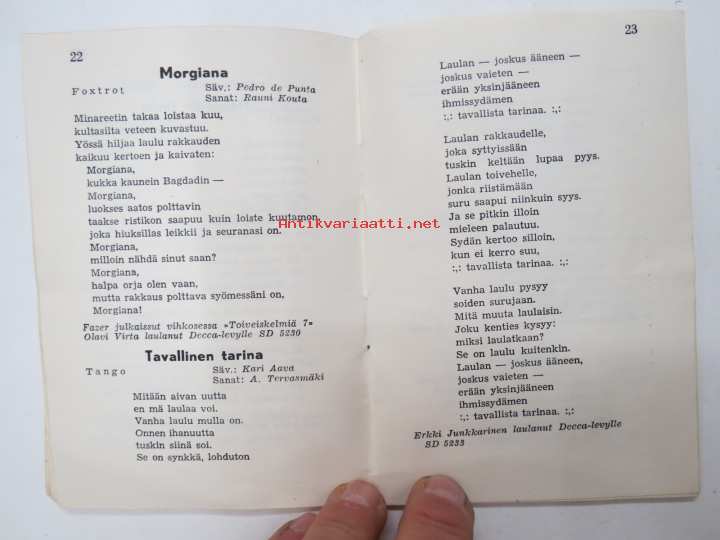 22
Morgiana
Foxtrot
Säv.: Pedro de Punta
Sanat: Rauni Kouta
Minareetin takaa loistaa kuu,
kultasilta veteen kuvastuu.
Yössä hiljaa laulu rakkauden
kaikuu kertoen ja kaivaten:
Morgiana,
kukka kaunein Bagdadin —
Morgiana,
luokses aatos polttavin
taakse ristikon saapuu kuin loiste kuutamon,
joka hiuksillas leikkii ja seuranasi on.
Morgiana,
milloin nähdä sinut saan?
Morgiana,
halpa orja olen vaan,
mutta rakkaus polttava syömessäni on,
Morgiana!
Fazer julkaissut vihkosessa »Toiveiskelmiä 7»
Olavi Virta laulanut Decca-levylle SD 5230
Tavallinen tarina
Tango
Säv.: Kari Aava
Sanat: A. Tervasmäki
Mitään aivan uutta
en mä laulaa voi.
Vanha laulu mulla on.
Onnen ihanuutta
tuskin siinä soi.
Se on synkkä, lohduton
23
Laulan — joskus ääneen —
joskus vaieten —
erään yksinjääneen
ihmissydämen
:,: tavallista tarinaa. :,:
Laulan rakkaudelle,
joka syttyissään
tuskin keltään lupaa pyys.
Laulan toivehelle,
jonka riistämään
suru saapui niinkuin syys.
Ja se pitkin illoin
mieleen palautuu.
Sydän kertoo silloin,
kun ei kerro suu,
:,: tavallista tarinaa. :,:
Vanha laulu pysyy
soiden surujaan.
Mitä muuta laulaisin.
Joku kenties kysyy:
miksi laulatkaan?
Se on laulu kuitenkin.
Laulan — joskus ääneen,
joskus vaieten —
erään yksinjääneen
ihmissydämen
:,: tavallista tarinaa. :,:
Erkki Junkkarinen laulanut Decca-levylle
SD 5233
Antikvariaatti.net